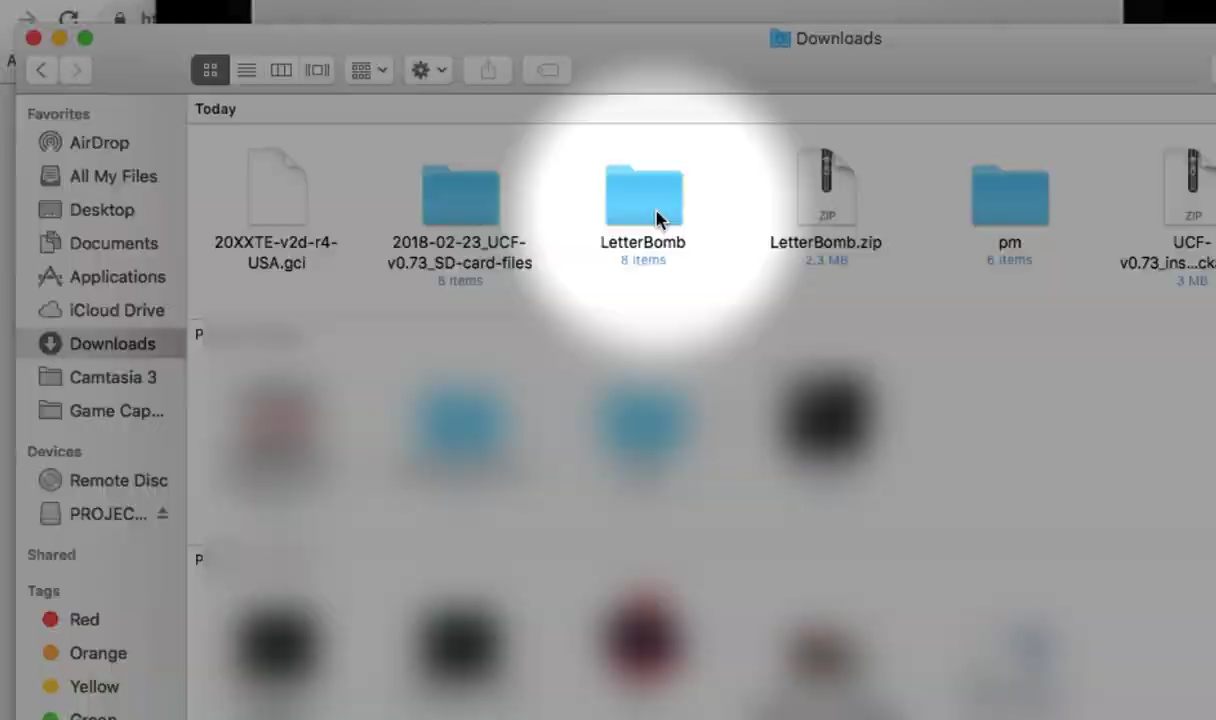 ht
Downloads
A
Favorites
AirDrop
All My Files
Desktop
Documents
Applications
iCloud Drive
Downloads
Camtasia 3
Game Cap...
Devices
Remote Disc
PROJEC...
Shared
Tags
Red
Orange
Yellow
Green
Today
20XXTE-v2d-r4-
USA.gci
2018-02-23_UCF-
v0.73_SD-card-files
6 items
LetterBomb
8 items
ZIP
LetterBomb.zip
2.3 MB
pm
6 items
ZIP
UCF-
v0.73_ins...ck
3 MB
P
P